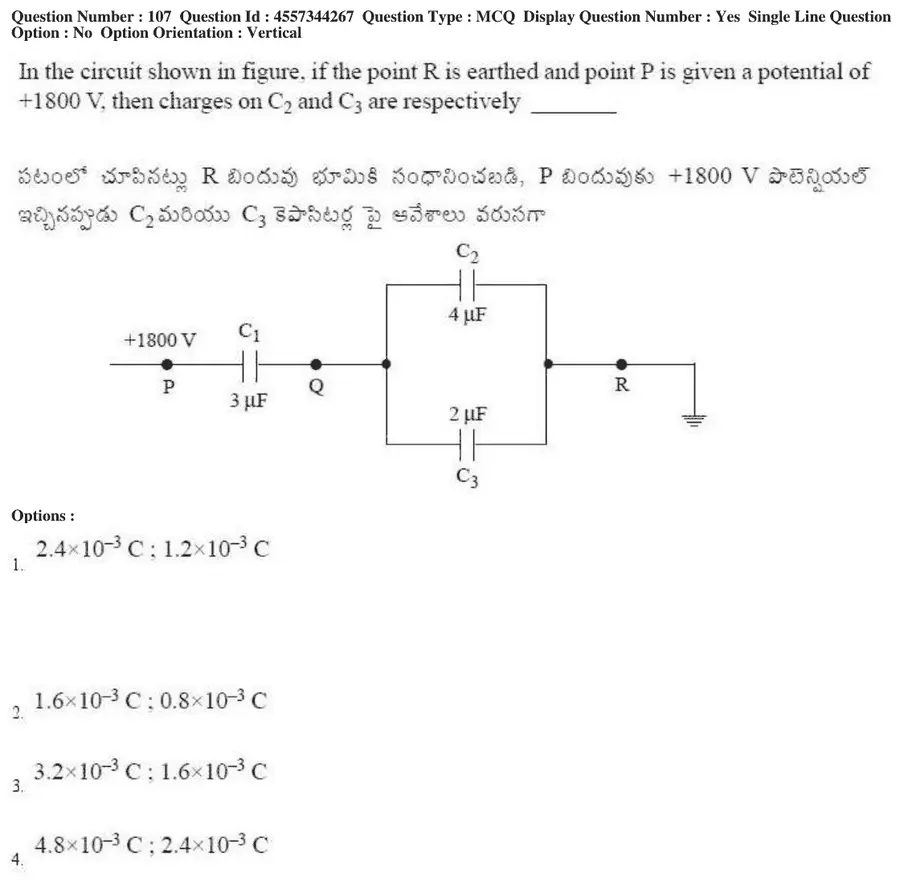 Question Number : 107 Question Id : 4557344267 Question Type : MCQ Display Question Number : Yes Single Line Question
Option : No Option Orientation : Vertical
In the circuit shown in figure, if the point R is earthed and point P is given a potential of
+1800 V, then charges on C₂ and C₃ are respectively ________
పటంలో చూపినట్లు R బిందువు భూమికి సంధానించబడి, P బిందువుకు +1800 V పొటెన్షియల్
ఇచ్చినప్పుడు C₂ మరియు C₃ కెపాసిటర్ల పై ఆవేశాలు వరుసగా
C₂
4 μF
+1800 V
C₁
P
3 μF
Q
R
2 μF
C₃
Options :
1. 2.4×10⁻³ C ; 1.2×10⁻³ C
2. 1.6×10⁻³ C ; 0.8×10⁻³ C
3. 3.2×10⁻³ C ; 1.6×10⁻³ C
4. 4.8×10⁻³ C ; 2.4×10⁻³ C